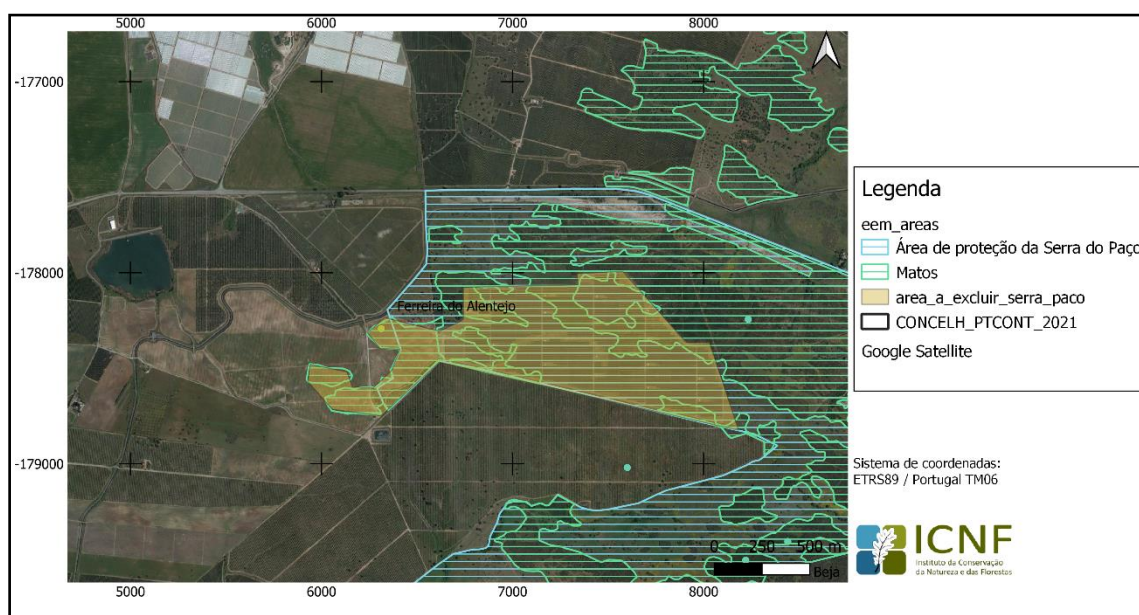 5000 6000 7000 8000
-177000
-178000
-179000
Ferreira do Alentejo
0 250 500 m
Beja
5000 6000 7000 8000
Legenda
eem_areas
Área de proteção da Serra do Paço
Matos
area_a_excluir_serra_paco
CONCELH_PTCONT_2021
Google Satellite
Sistema de coordenadas:
ETRS89 / Portugal TM06
ICNF
Instituto da Conservação
da Natureza e das Florestas